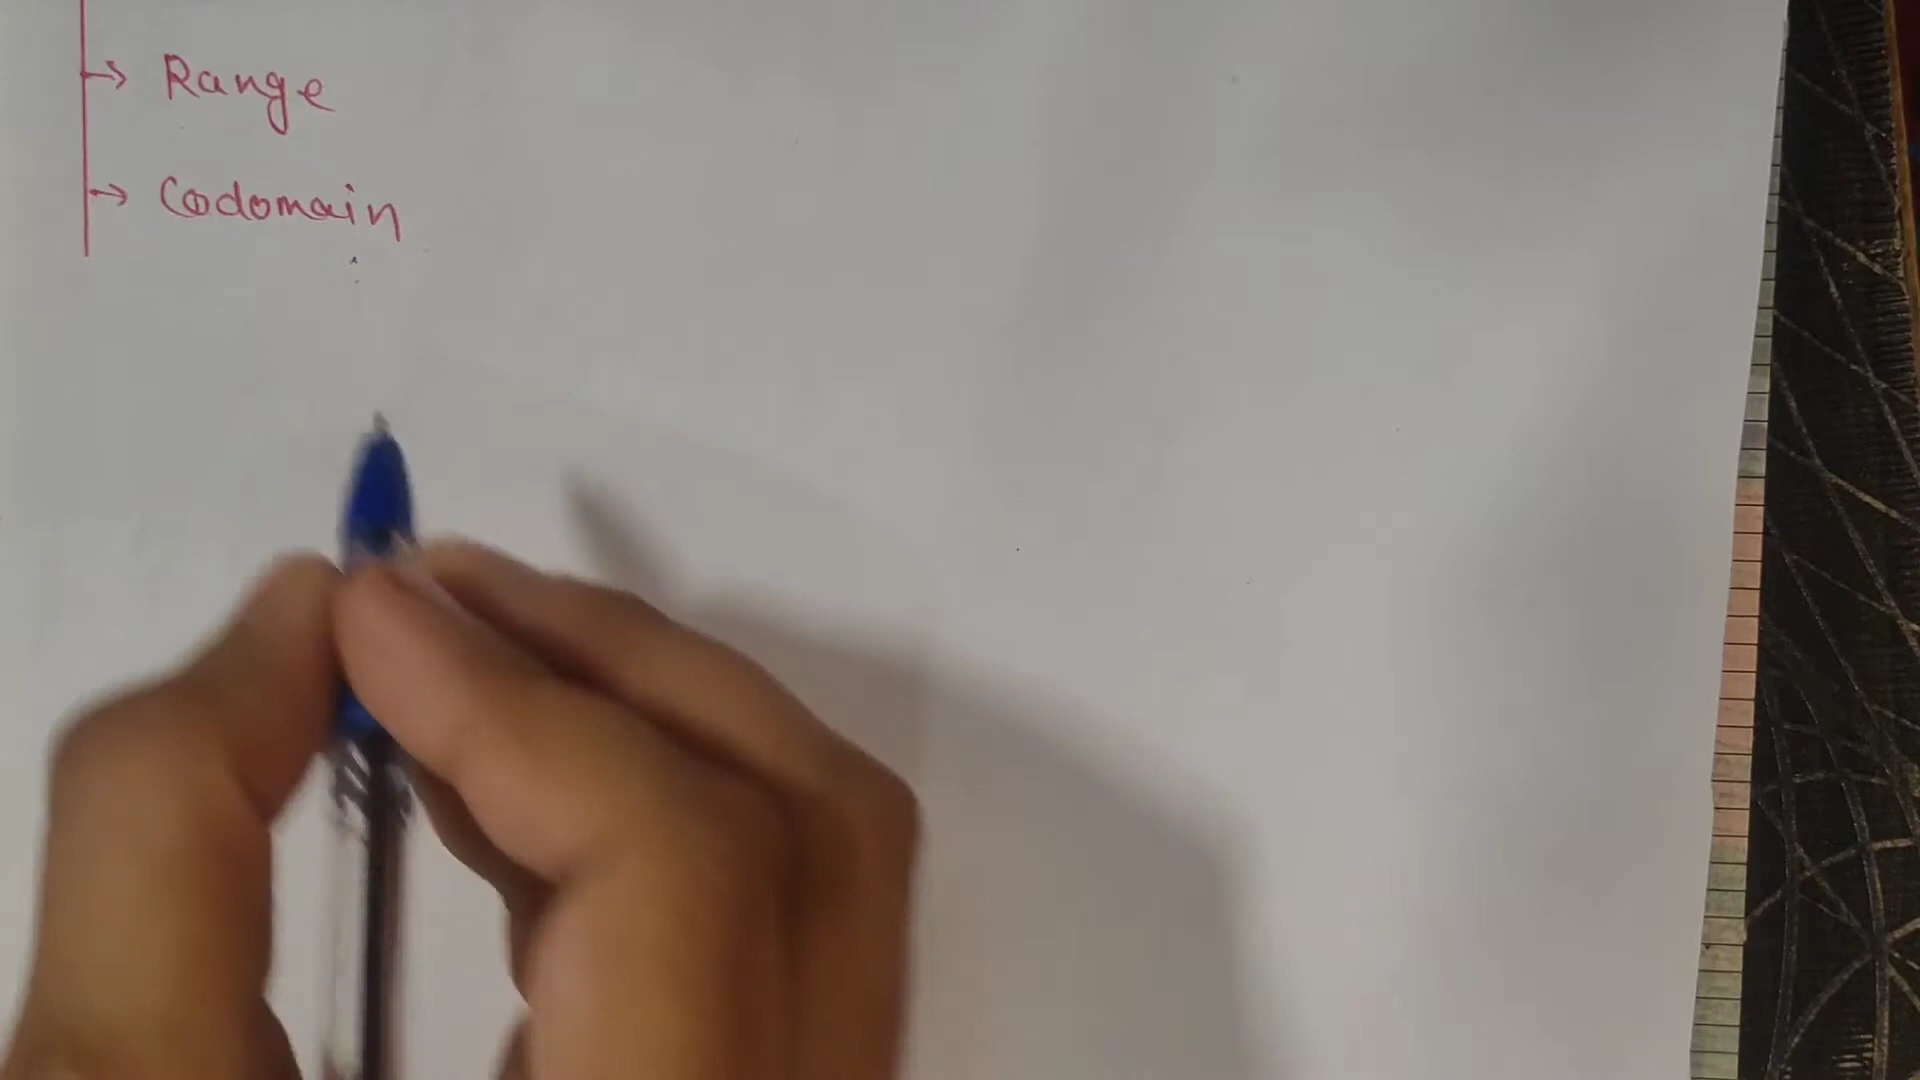 → Range
→ Codomain